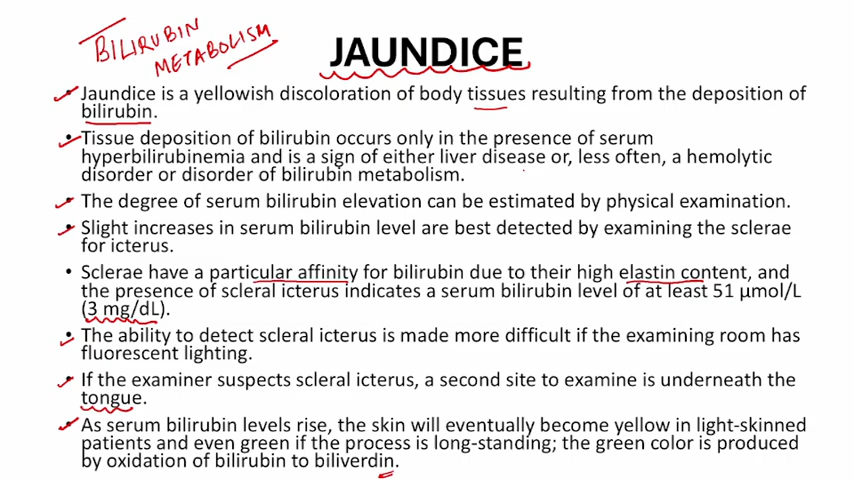 BILIRUBIN
METABOLISM
JAUNDICE
• Jaundice is a yellowish discoloration of body tissues resulting from the deposition of
bilirubin.
• Tissue deposition of bilirubin occurs only in the presence of serum
hyperbilirubinemia and is a sign of either liver disease or, less often, a hemolytic
disorder or disorder of bilirubin metabolism.
• The degree of serum bilirubin elevation can be estimated by physical examination.
• Slight increases in serum bilirubin level are best detected by examining the sclerae
for icterus.
• Sclerae have a particular affinity for bilirubin due to their high elastin content, and
the presence of scleral icterus indicates a serum bilirubin level of at least 51 μmol/L
(3 mg/dL).
• The ability to detect scleral icterus is made more difficult if the examining room has
fluorescent lighting.
• If the examiner suspects scleral icterus, a second site to examine is underneath the
tongue.
• As serum bilirubin levels rise, the skin will eventually become yellow in light-skinned
patients and even green if the process is long-standing; the green color is produced
by oxidation of bilirubin to biliverdin.